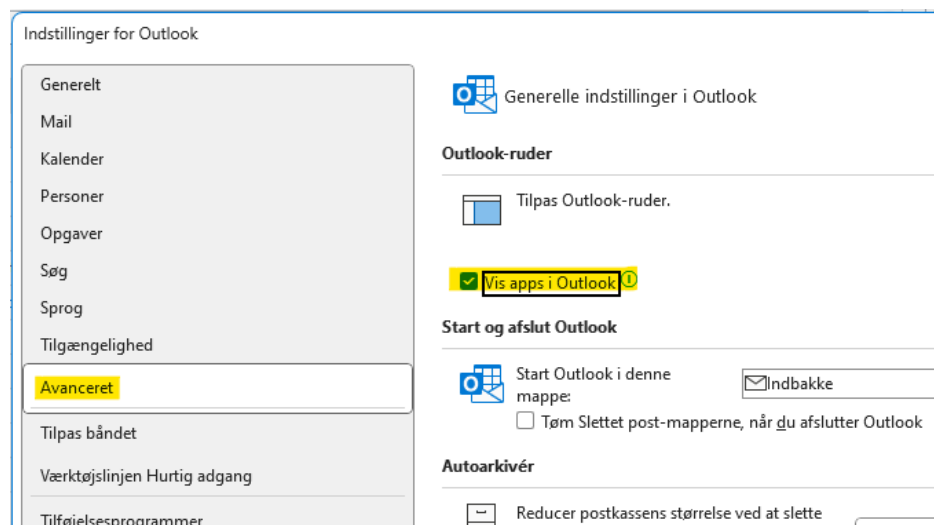 Indstillinger for Outlook
Generelt
Mail
Kalender
Personer
Opgaver
Søg
Sprog
Tilgængelighed
Avanceret
Tilpas båndet
Værktøjslinjen Hurtig adgang
Tilføjelsesprogrammer
Generelle indstillinger i Outlook
Outlook-ruder
Tilpas Outlook-ruder.
Vis apps i Outlook
Start og afslut Outlook
Start Outlook i denne
mappe:
Indbakke
Tøm Slettet post-mapperne, når du afslutter Outlook
Autoarkivér
Reducer postkassens størrelse ved at slette